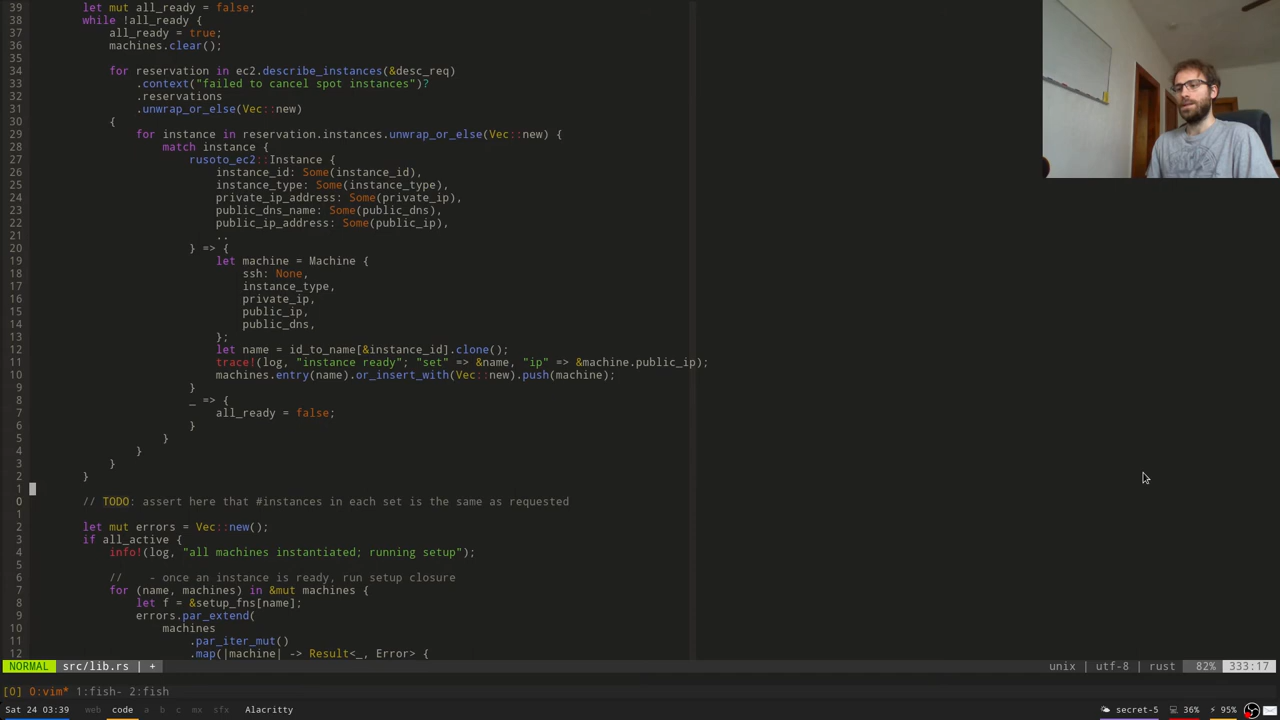 39         let mut all_ready = false;
38         while !all_ready {
37             all_ready = true;
36             machines.clear();
35
34             for reservation in ec2.describe_instances(&desc_req)
33                 .context("failed to cancel spot instances")?
32                 .reservations
31                 .unwrap_or_else(Vec::new)
30             {
29                 for instance in reservation.instances.unwrap_or_else(Vec::new) {
28                     match instance {
27                         rusoto_ec2::Instance {
26                             instance_id: Some(instance_id),
25                             instance_type: Some(instance_type),
24                             private_ip_address: Some(private_ip),
23                             public_dns_name: Some(public_dns),
22                             public_ip_address: Some(public_ip),
21                             ..
20                         } => {
19                             let machine = Machine {
18                                 ssh: None,
17                                 instance_type,
16                                 private_ip,
15                                 public_ip,
14                                 public_dns,
13                             };
12                             let name = id_to_name[&instance_id].clone();
11                             trace!(log, "instance ready"; "set" => &name, "ip" => &machine.public_ip);
10                             machines.entry(name).or_insert_with(Vec::new).push(machine);
9                         }
8                         _ => {
7                             all_ready = false;
6                         }
5                     }
4                 }
3             }
2         }
1
0         // TODO: assert here that #instances in each set is the same as requested
1
2         let mut errors = Vec::new();
3         if all_active {
4             info!(log, "all machines instantiated; running setup");
5
6             //    - once an instance is ready, run setup closure
7             for (name, machines) in &mut machines {
8                 let f = &setup_fns[name];
9                 errors.par_extend(
10                     machines
11                         .par_iter_mut()
12                         .map(|machine| -> Result<_, Error> {
NORMAL src/lib.rs | + unix | utf-8 | rust 82% 333:17
[0] 0:vim* 1:fish- 2:fish
Sat 24 03:39 web code a b c mx sfx Alacritty secret-5 36% 95%